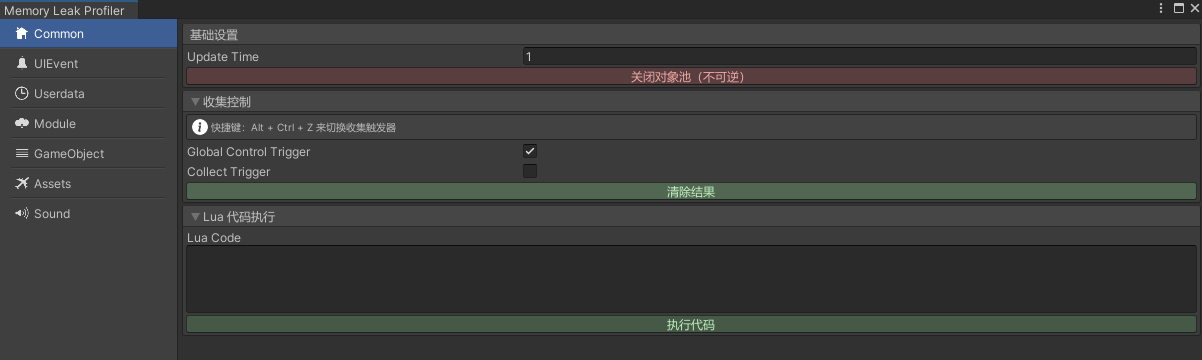 Memory Leak Profiler
Common
UIEvent
Userdata
Module
GameObject
Assets
Sound
基础设置
Update Time 1
关闭对象池（不可逆）
收集控制
快捷键：Alt + Ctrl + Z 来切换收集触发器
Global Control Trigger
Collect Trigger
清除结果
Lua 代码执行
Lua Code
执行代码